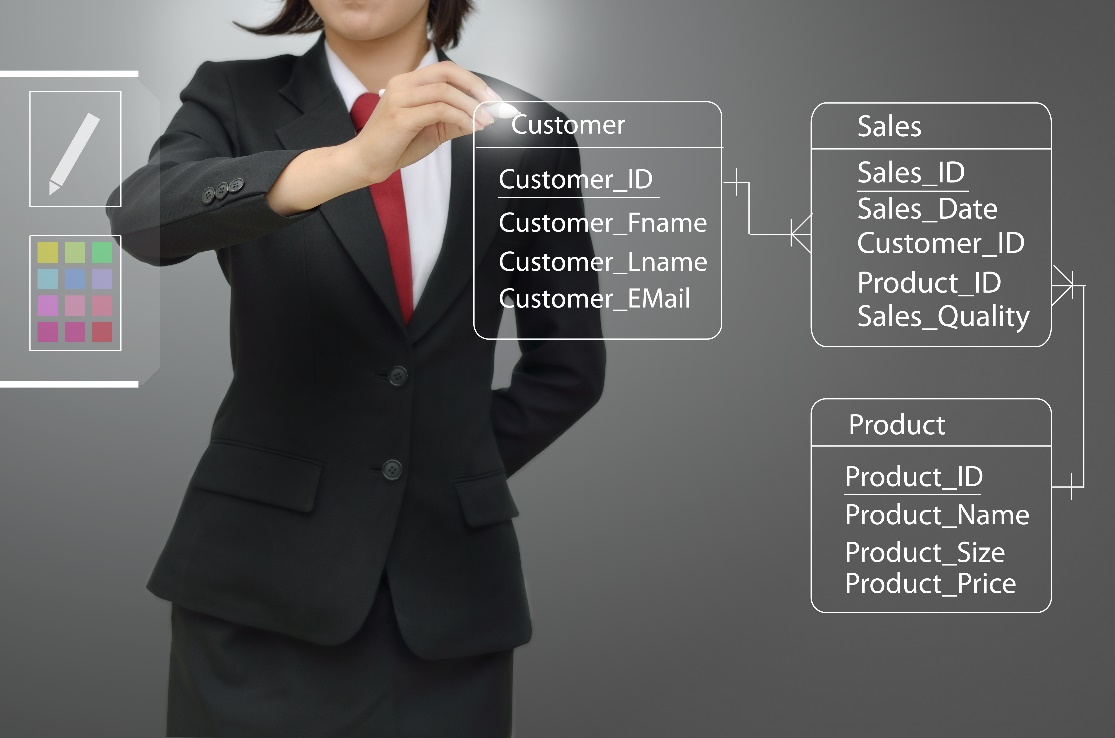 Customer
Customer_ID
Customer_Fname
Customer_Lname
Customer_EMail
Sales
Sales_ID
Sales_Date
Customer_ID
Product_ID
Sales_Quality
Product
Product_ID
Product_Name
Product_Size
Product_Price